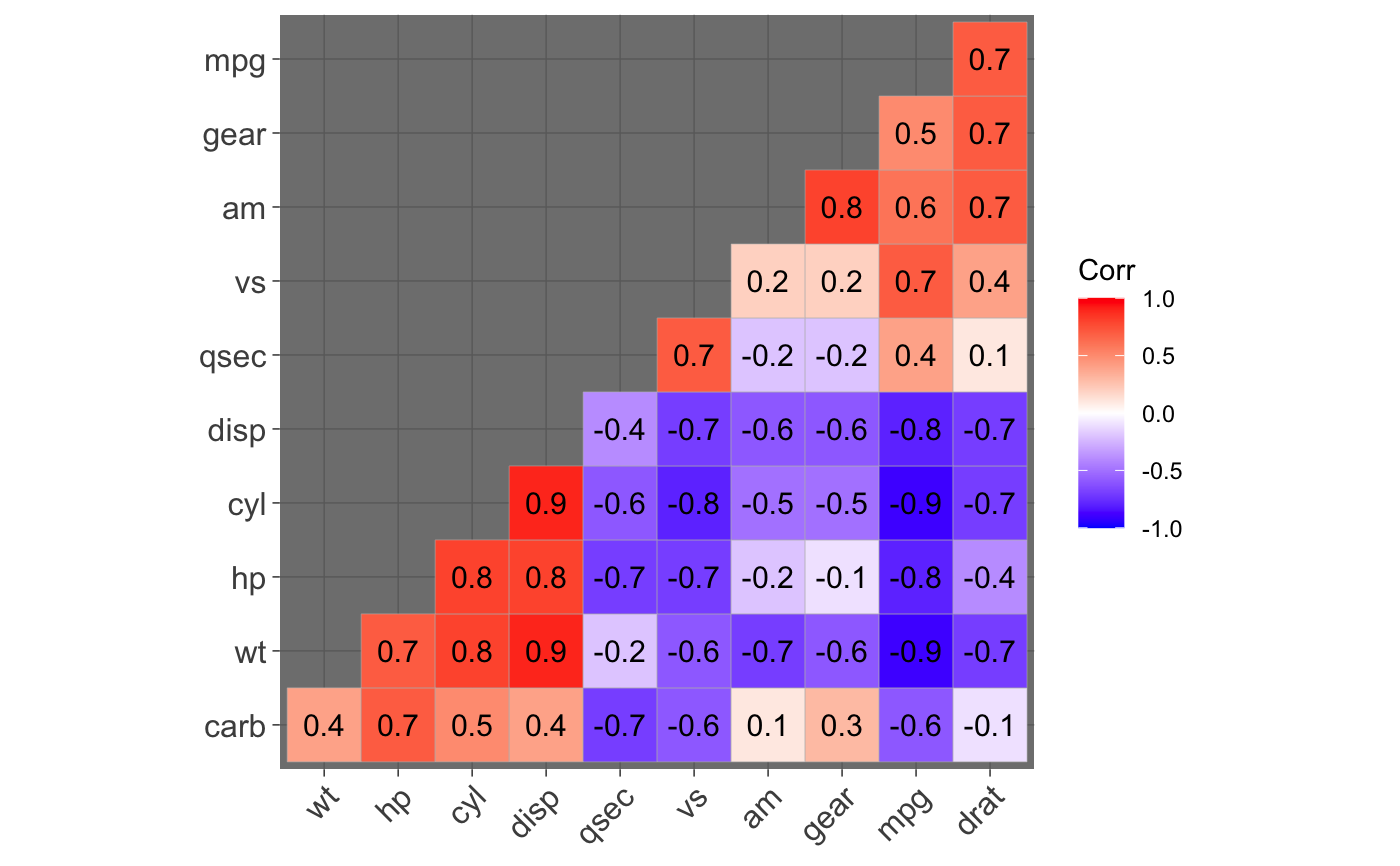 mpg 0.7
gear 0.5 0.7
am 0.8 0.6 0.7
vs 0.2 0.2 0.7 0.4
qsec 0.7 -0.2 -0.2 0.4 0.1
disp -0.4 -0.7 -0.6 -0.6 -0.8 -0.7
cyl 0.9 -0.6 -0.8 -0.5 -0.5 -0.9 -0.7
hp 0.8 0.8 -0.7 -0.7 -0.2 -0.1 -0.8 -0.4
wt 0.7 0.8 0.9 -0.2 -0.6 -0.7 -0.6 -0.9 -0.7
carb 0.4 0.7 0.5 0.4 -0.7 -0.6 0.1 0.3 -0.6 -0.1
wt hp cyl disp qsec vs am gear mpg drat
Corr
1.0
0.5
0.0
-0.5
-1.0